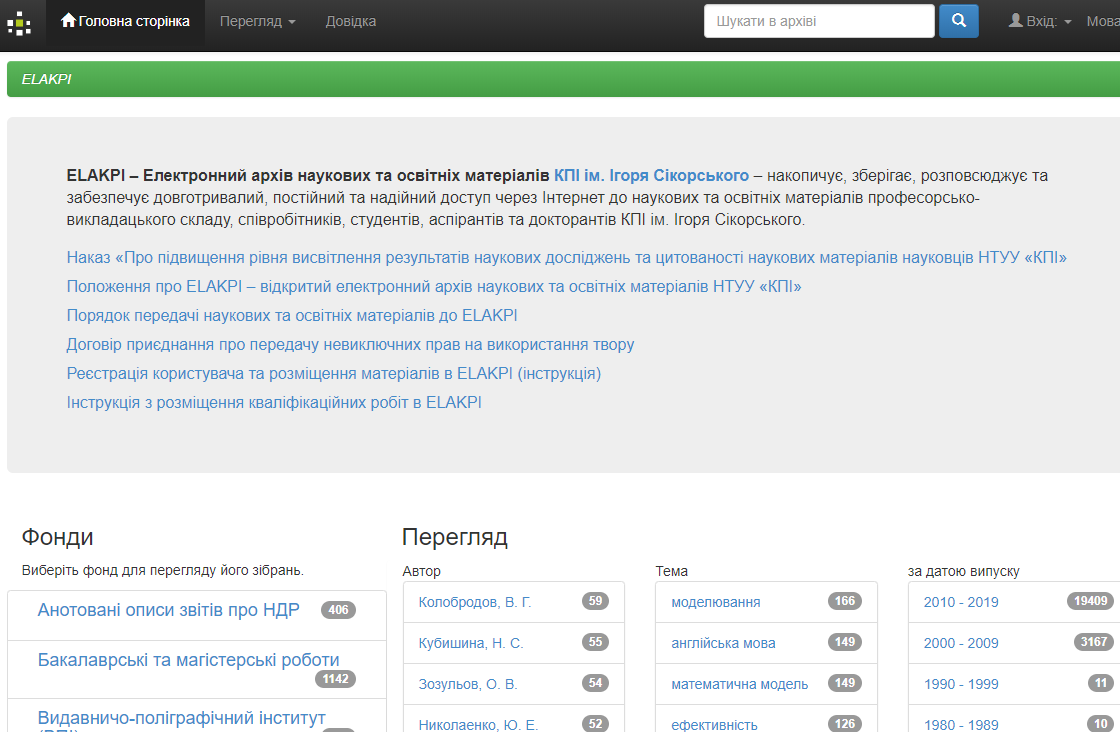 Головна сторінка Перегляд Довідка Шукати в архіві Вхід: Мова
ELAKPI
ELAKPI – Електронний архів наукових та освітніх матеріалів КПІ ім. Ігоря Сікорського – накопичує, зберігає, розповсюджує та
забезпечує довготривалий, постійний та надійний доступ через Інтернет до наукових та освітніх матеріалів професорсько-
викладацького складу, співробітників, студентів, аспірантів та докторантів КПІ ім. Ігоря Сікорського.
Наказ «Про підвищення рівня висвітлення результатів наукових досліджень та цитованості наукових матеріалів науковців НТУУ «КПІ»
Положення про ELAKPI – відкритий електронний архів наукових та освітніх матеріалів НТУУ «КПІ»
Порядок передачі наукових та освітніх матеріалів до ELAKPI
Договір приєднання про передачу невиключних прав на використання твору
Реєстрація користувача та розміщення матеріалів в ELAKPI (інструкція)
Інструкція з розміщення кваліфікаційних робіт в ELAKPI
Фонди
Виберіть фонд для перегляду його зібрань.
Анотовані описи звітів про НДР 406
Бакалаврські та магістерські роботи
1142
Видавничо-поліграфічний інститут
Перегляд
Автор
Колобродов, В. Г. 59
Кубишина, Н. С. 55
Зозульов, О. В. 54
Николаенко, Ю. Е. 52
Тема
моделювання 166
англійська мова 149
математична модель 149
ефективність 126
за датою випуску
2010 - 2019 19409
2000 - 2009 3167
1990 - 1999 11
1980 - 1989 10